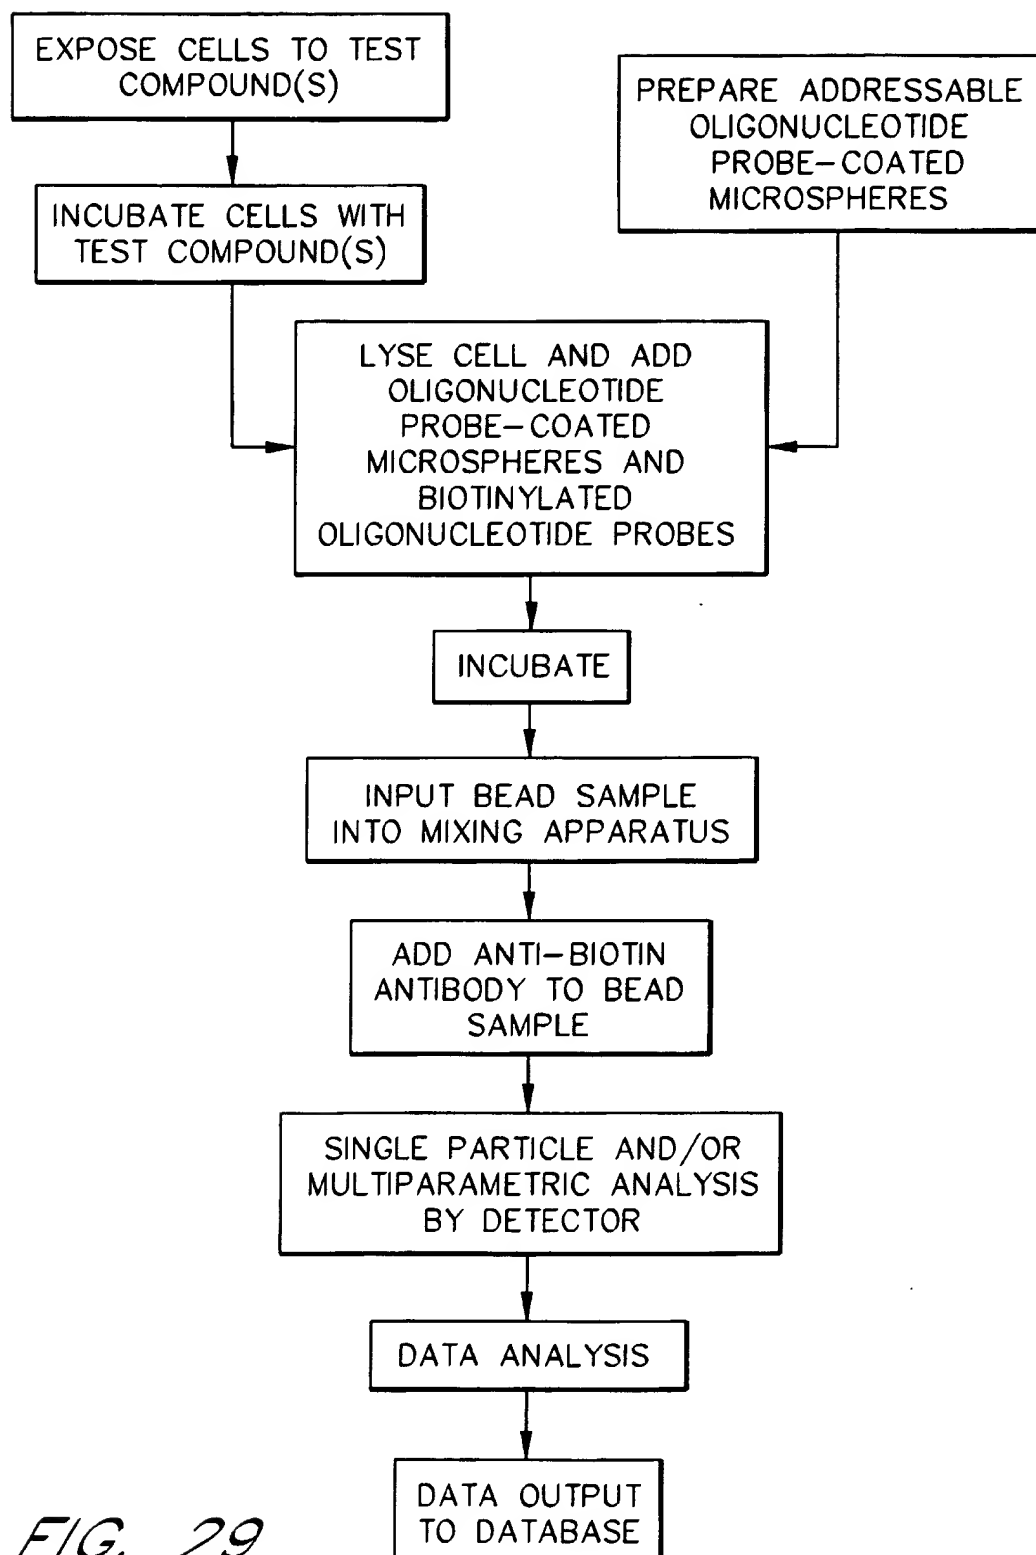 EXPOSE CELLS TO TEST
COMPOUND(S)
PREPARE ADDRESSABLE
OLIGONUCLEOTIDE
PROBE-COATED
MICROSPHERES
INCUBATE CELLS WITH
TEST COMPOUND(S)
LYSE CELL AND ADD
OLIGONUCLEOTIDE
PROBE-COATED
MICROSPHERES AND
BIOTINYLATED
OLIGONUCLEOTIDE PROBES
INCUBATE
INPUT BEAD SAMPLE
INTO MIXING APPARATUS
ADD ANTI-BIOTIN
ANTIBODY TO BEAD
SAMPLE
SINGLE PARTICLE AND/OR
MULTIPARAMETRIC ANALYSIS
BY DETECTOR
DATA ANALYSIS
DATA OUTPUT
TO DATABASE
FIG. 29